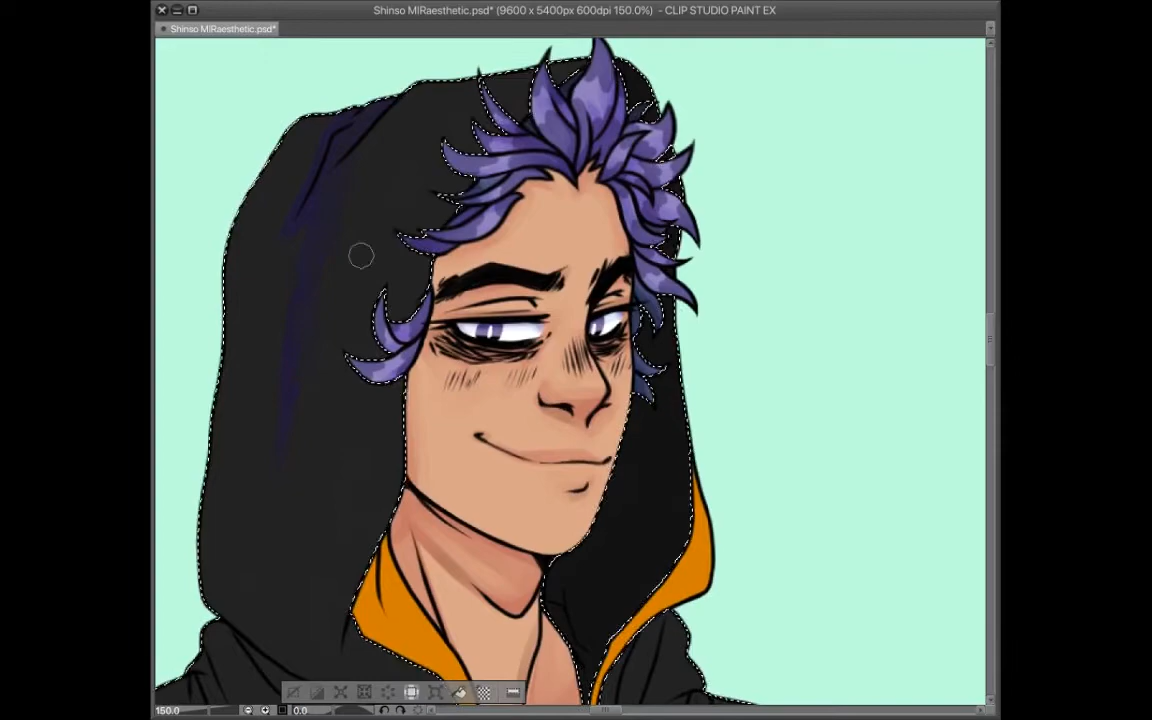 Shinso MIRaesthetic.psd* (9600 x 5400px 600dpi 150.0%) - CLIP STUDIO PAINT EX
Shinso MIRaesthetic.psd*
150.0
0.0